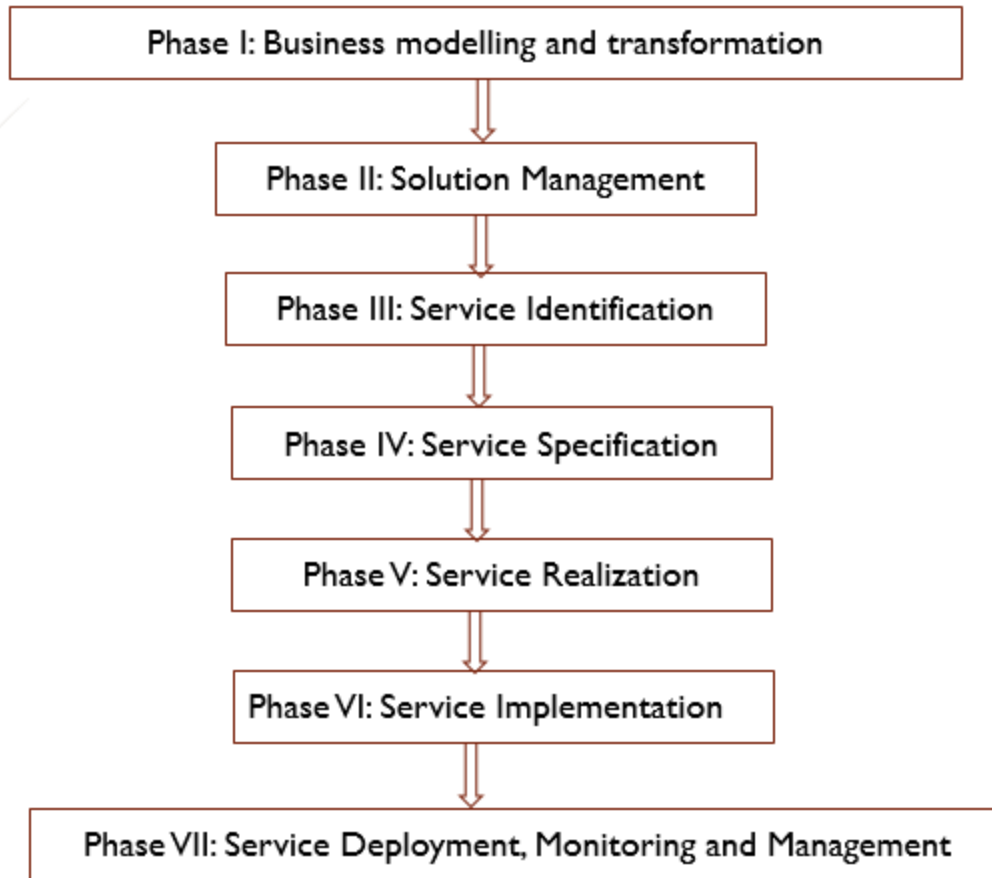 Phase I: Business modelling and transformation
Phase II: Solution Management
Phase III: Service Identification
Phase IV: Service Specification
Phase V: Service Realization
Phase VI: Service Implementation
Phase VII: Service Deployment, Monitoring and Management